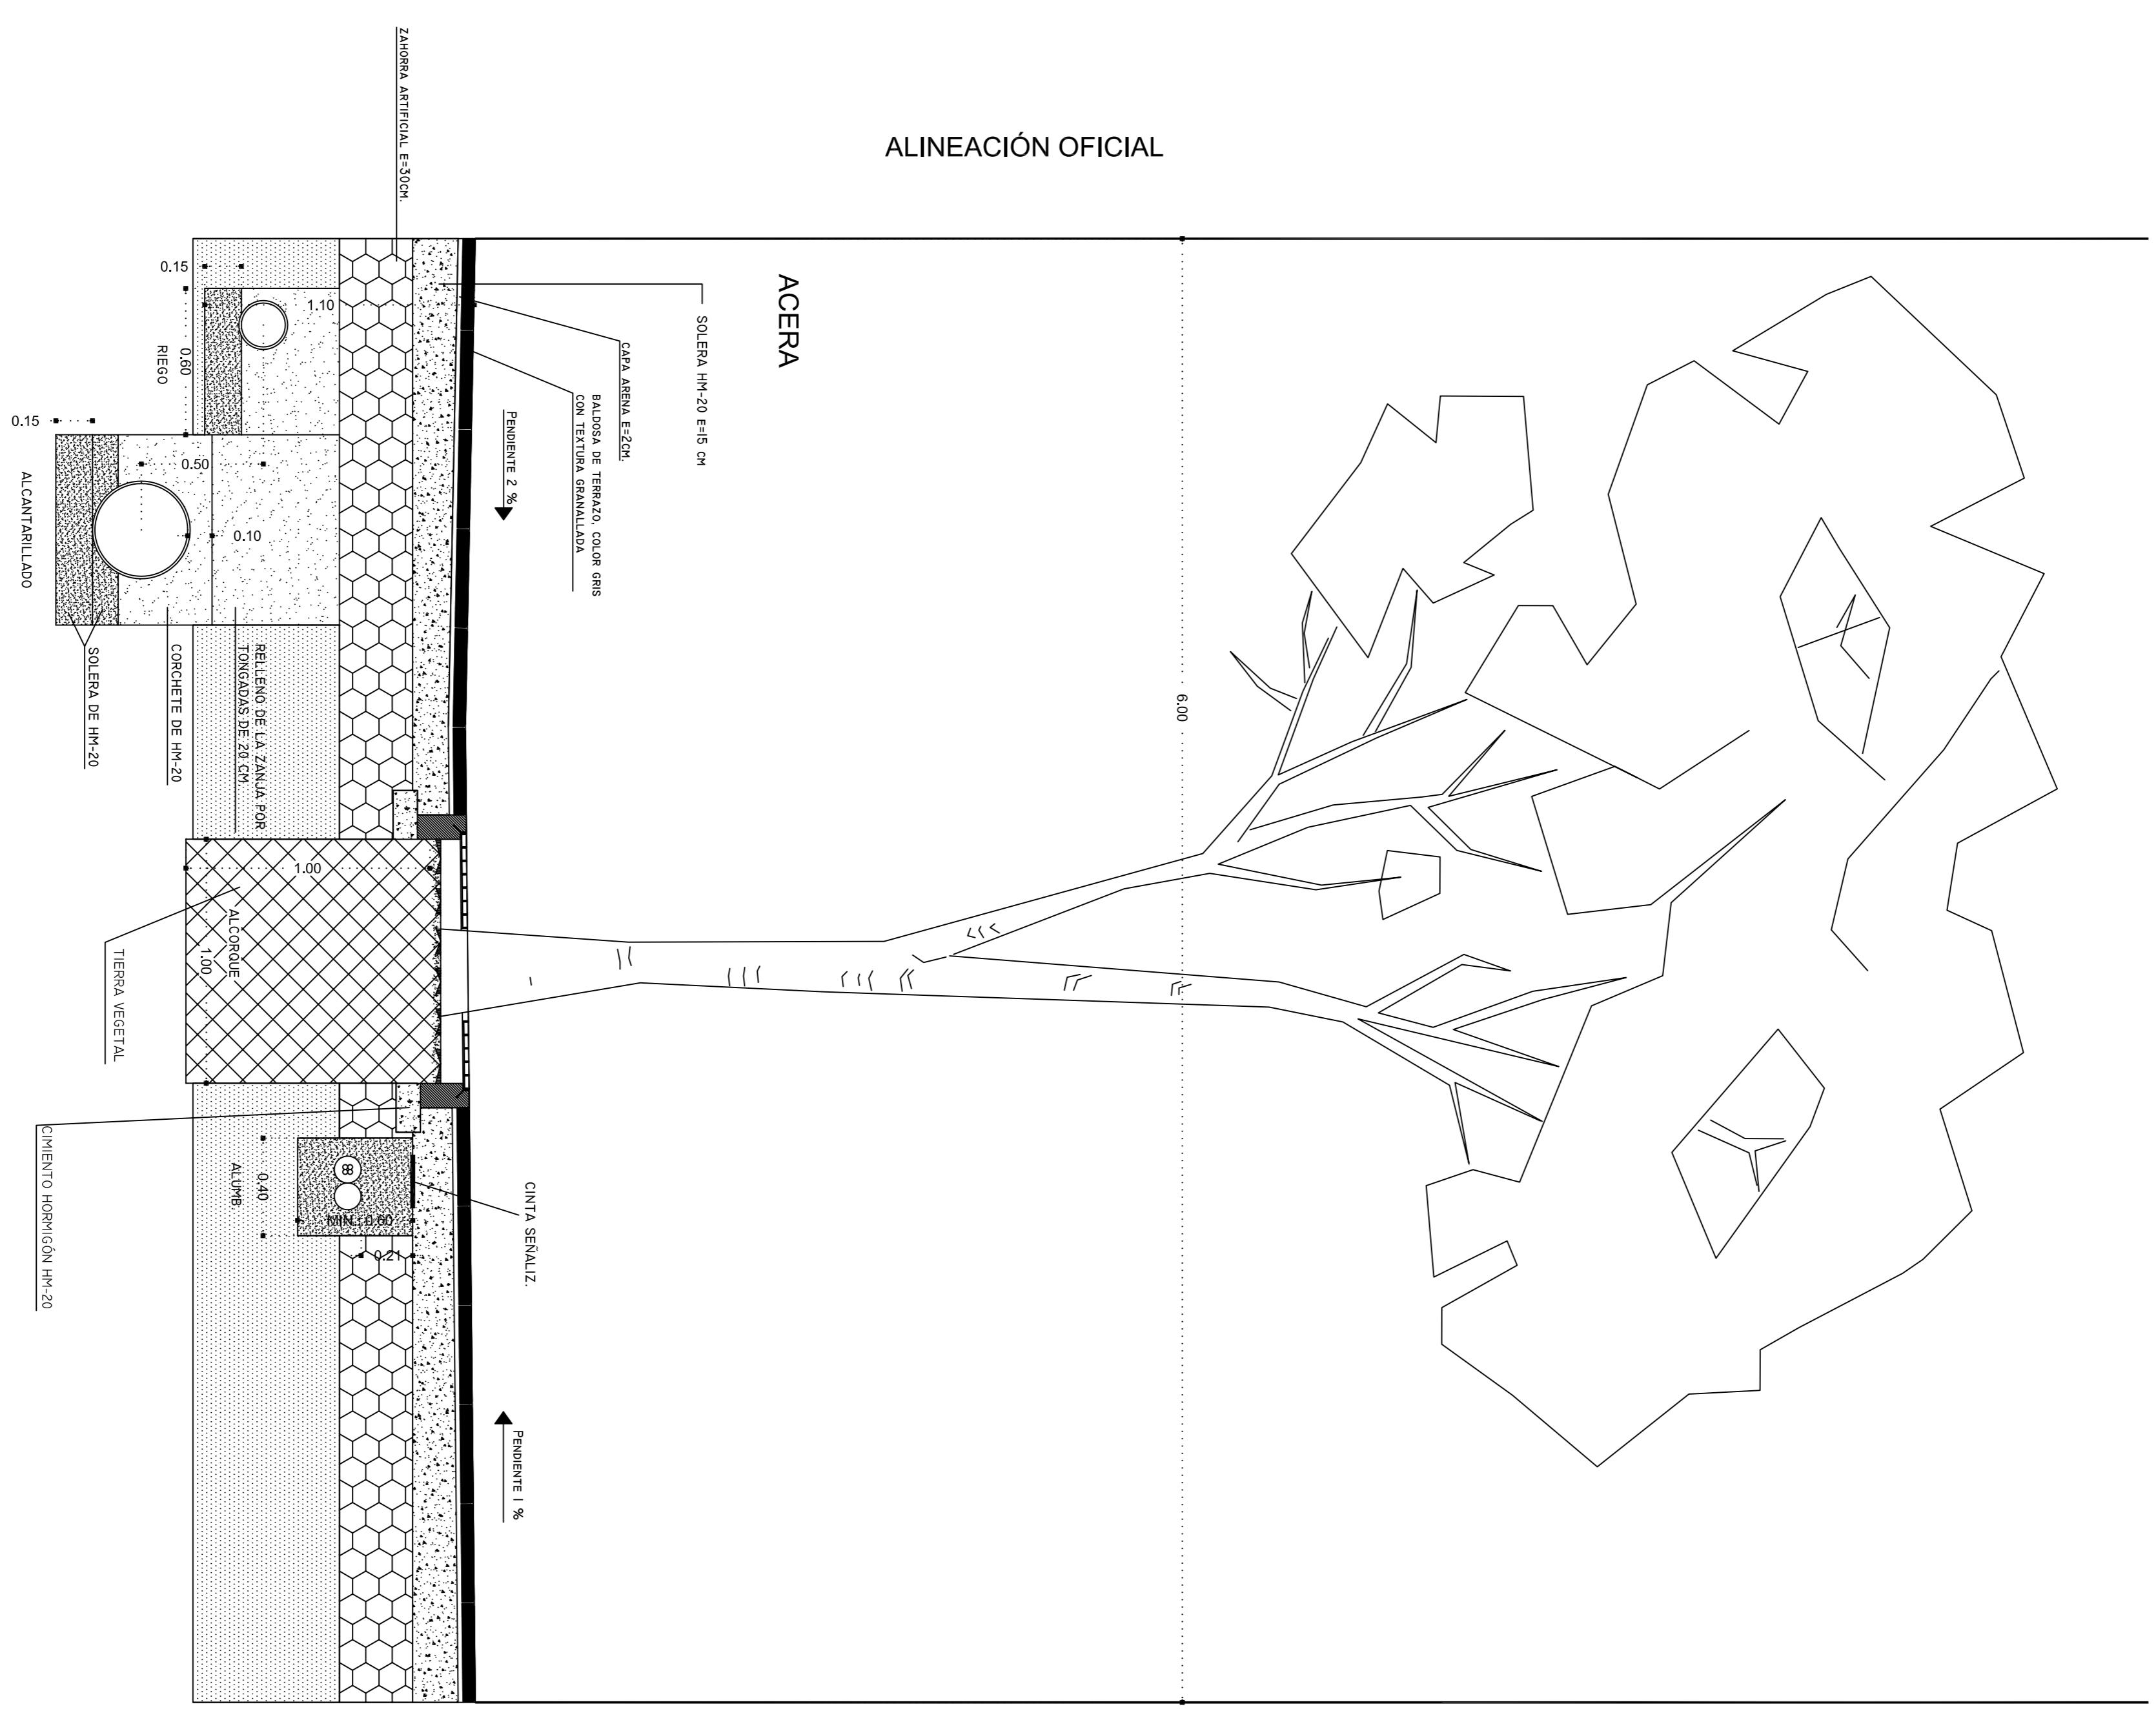 ALINEACIÓN OFICIAL
ZAHORRA ARTIFICIAL E=30CM.
ACERA
SOLERA HM-20 E=15 CM
CAPA ARENA E=2CM.
BALDOSA DE TERRAZO, COLOR GRIS
CON TEXTURA GRANALLADA
PENDIENTE 2 %
6.00
0.15
1.10
0.60
RIEGO
0.15
0.50
0.10
ALCANTARILLADO
SOLERA DE HM-20
CORCHETE DE HM-20
RELLENO DE LA ZANJA POR
TONGADAS DE 20 CM.
1.00
ALCORQUE
1.00
TIERRA VEGETAL
CIMIENTO HORMIGÓN HM-20
ALUMB.
0.40
MIN.: 0.60
0.21
CINTA SEÑALIZ.
PENDIENTE 1 %